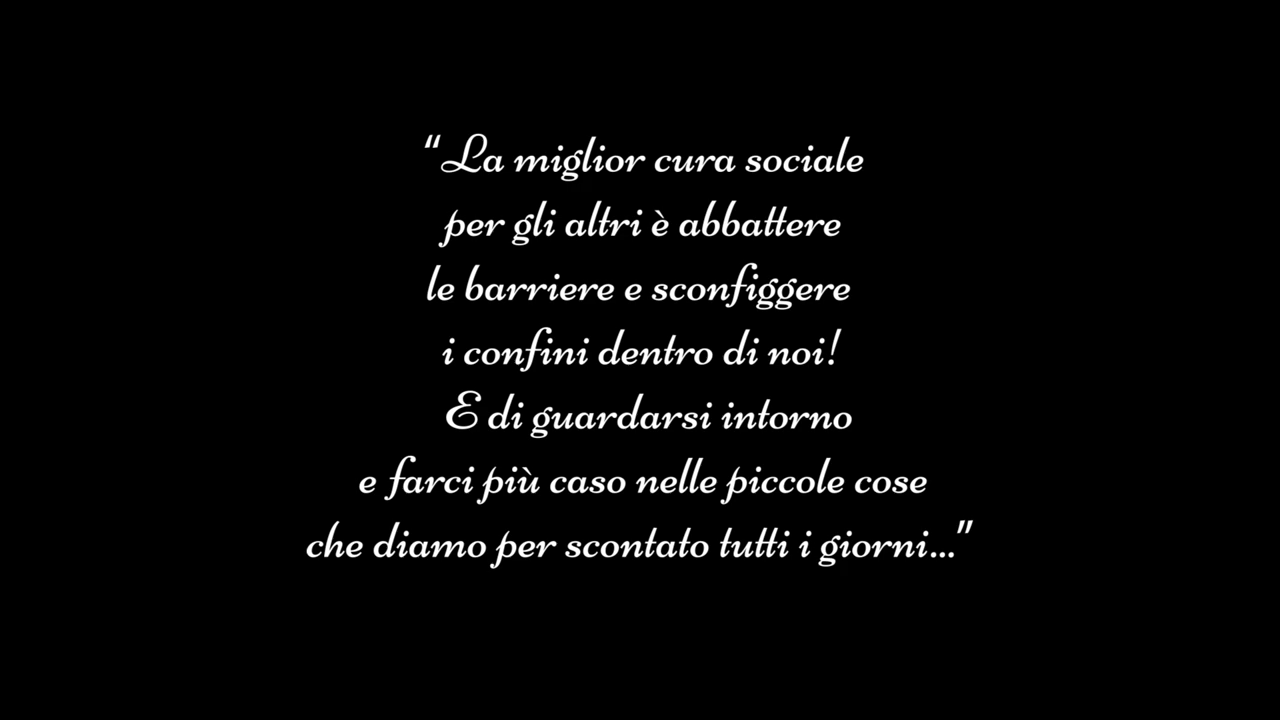 “La miglior cura sociale
per gli altri è abbattere
le barriere e sconfiggere
i confini dentro di noi!
E di guardarsi intorno
e farci più caso nelle piccole cose
che diamo per scontato tutti i giorni...”